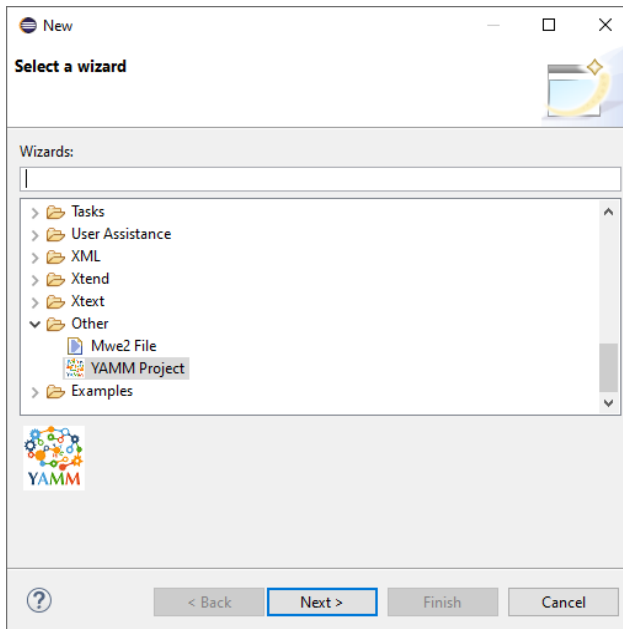 New
Select a wizard
Wizards:
Tasks
User Assistance
XML
Xtend
Xtext
Other
Mwe2 File
YAMM Project
Examples
YAMM
?
< Back
Next >
Finish
Cancel